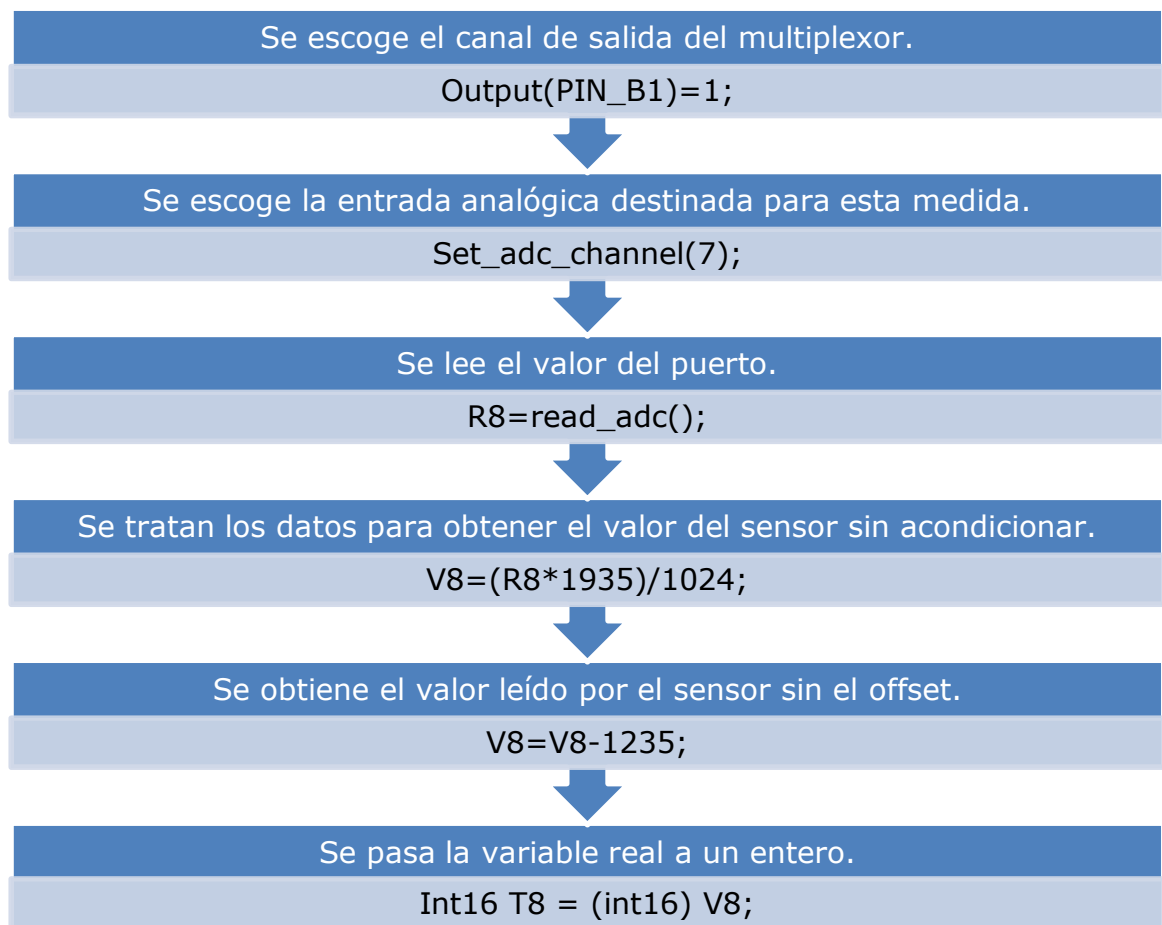 Se escoge el canal de salida del multiplexor.
Output(PIN_B1)=1;
Se escoge la entrada analógica destinada para esta medida.
Set_adc_channel(7);
Se lee el valor del puerto.
R8=read_adc();
Se tratan los datos para obtener el valor del sensor sin acondicionar.
V8=(R8*1935)/1024;
Se obtiene el valor leído por el sensor sin el offset.
V8=V8-1235;
Se pasa la variable real a un entero.
Int16 T8 = (int16) V8;